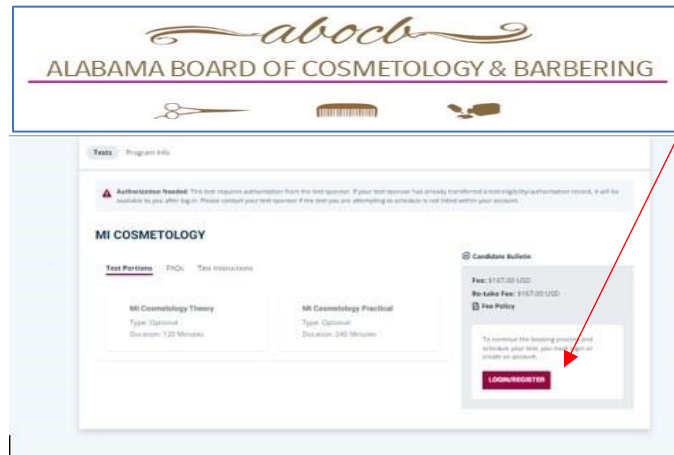 abocb
ALABAMA BOARD OF COSMETOLOGY & BARBERING
Tests Program Info
Authorization Needed: This test requires authorization from the test sponsor. If your test sponsor has already transferred a test eligibility/authorization record, it will be
available to you after log-in. Please contact your test sponsor if the test you are attempting to schedule is not listed within your account.
MI COSMETOLOGY
Test Portions FAQs Test Instructions
MI Cosmetology Theory
Type: Optional
Duration: 120 Minutes
MI Cosmetology Practical
Type: Optional
Duration: 240 Minutes
Candidate Bulletin
Fee: $167.00 USD
Re-take Fee: $167.00 USD
Fee Policy
To continue the booking process and
schedule your test, you must login or
create an account.
LOGIN/REGISTER